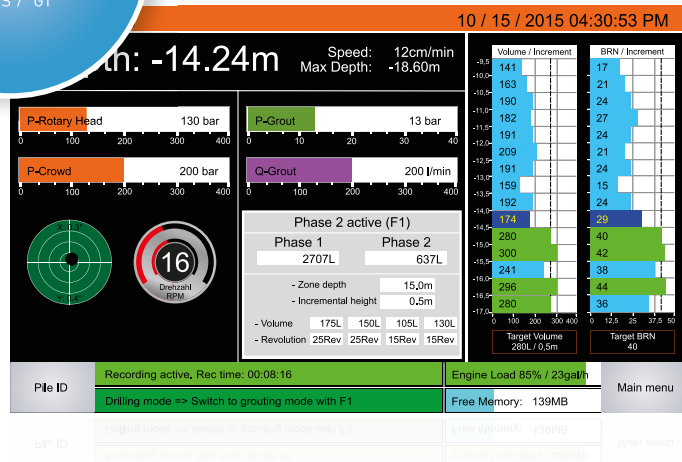 10 / 15 / 2015 04:30:53 PM
th: -14.24m
Speed: 12cm/min
Max Depth: -18.60m
P-Rotary Head 130 bar
0 100 200 300 400
P-Grout 13 bar
0 10 20 30 40
P-Crowd 200 bar
0 100 200 300 400
Q-Grout 200 l/min
0 100 200 300 400
X: 0.3°
Y: 0.4°
16
Drehzahl
RPM
Phase 2 active (F1)
Phase 1 Phase 2
2707L 637L
- Zone depth 15.0m
- Incremental height 0.5m
- Volume 175L 150L 105L 130L
- Revolution 25Rev 25Rev 15Rev 15Rev
Volume / Increment
-9,5
-10,0
-10,5
-11,0
-11,5
-12,0
-12,5
-13,0
-13,5
-14,0
-14,5
-15,0
-15,5
-16,0
-16,5
-17,0
141
163
190
182
191
209
191
159
192
174
280
300
241
296
280
0 100 200 300 400
Target Volume
280L / 0,5m
BRN / Increment
17
21
24
27
24
21
24
15
24
29
40
42
38
44
36
0 12,5 25 37,5 50
Target BRN
40
Pile ID
Recording active, Rec time: 00:08:16
Drilling mode => Switch to grouting mode with F1
Engine Load 85% / 23gal/h
Free Memory: 139MB
Main menu